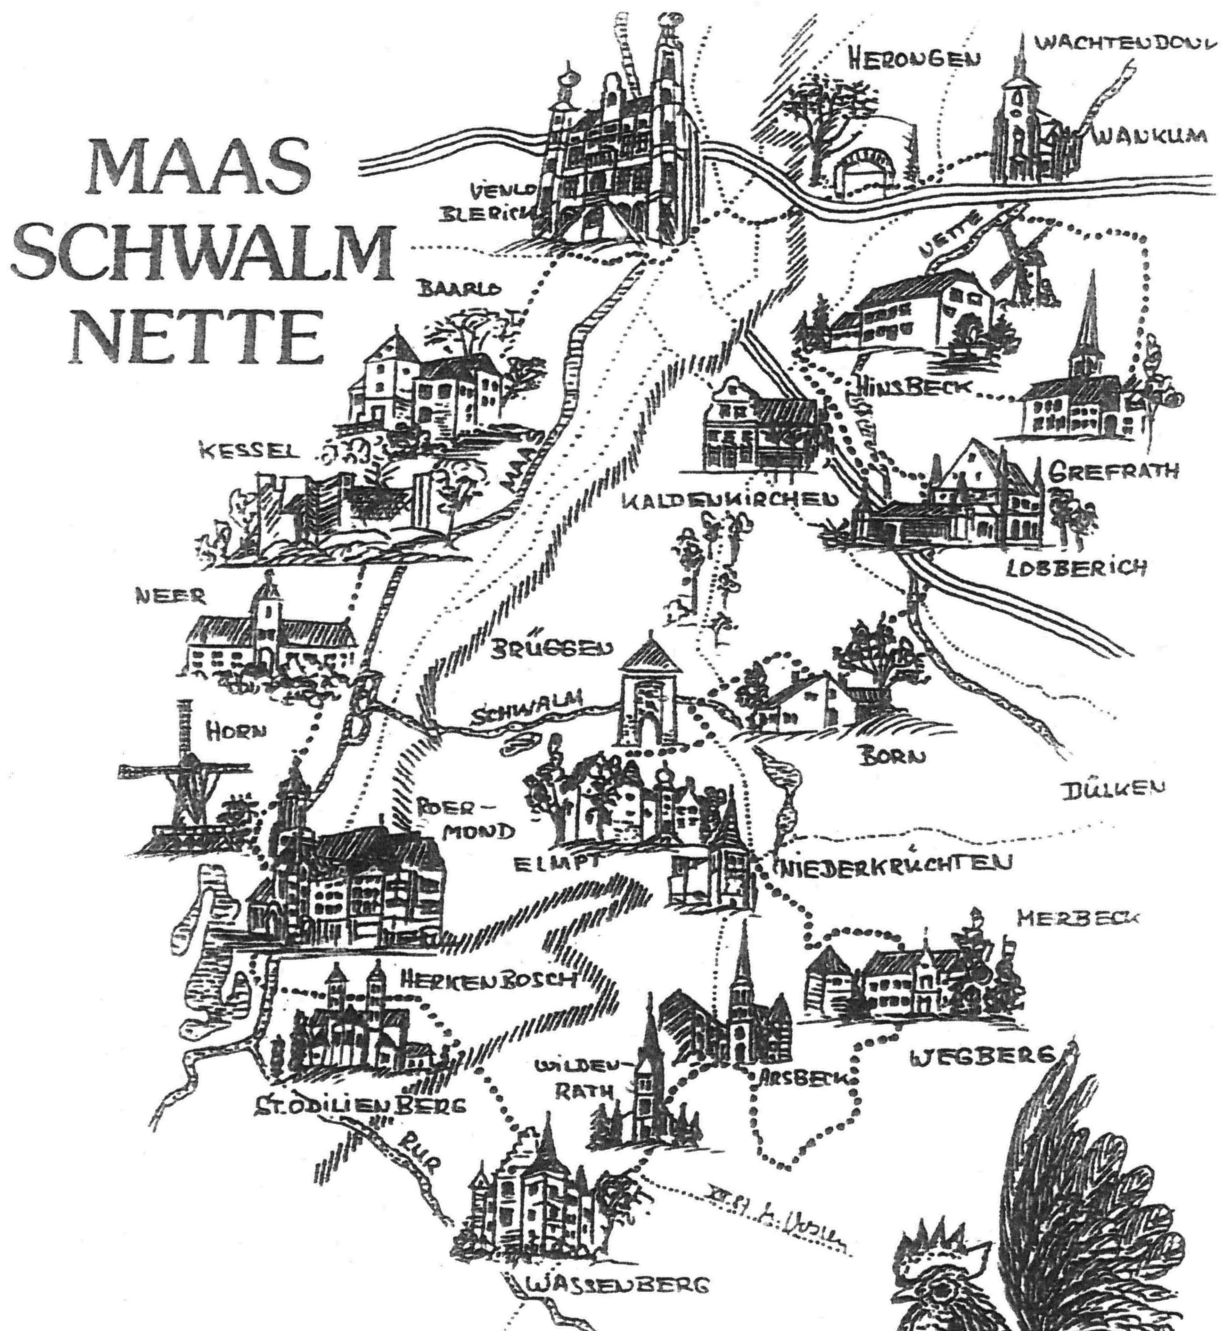 MAAS
SCHWALM
NETTE
HERONGEN
WACHTENDONK
WANKUM
VENLO
BLERICK
NETTE
BAARLO
HINSBECK
KESSEL
MAAS
GREFRATH
KALDENKIRCHEN
LOBBERICH
NEER
BRÜGGEN
SCHWALM
HORN
BORN
DÜLKEN
ROER-
MOND
ELMPT
NIEDERKRÜCHTEN
MERBECK
HERKENBOSCH
WEGBERG
WILDEN-
RATH
ARSBECK
ST.ODILIENBERG
RUR
WASSENBERG